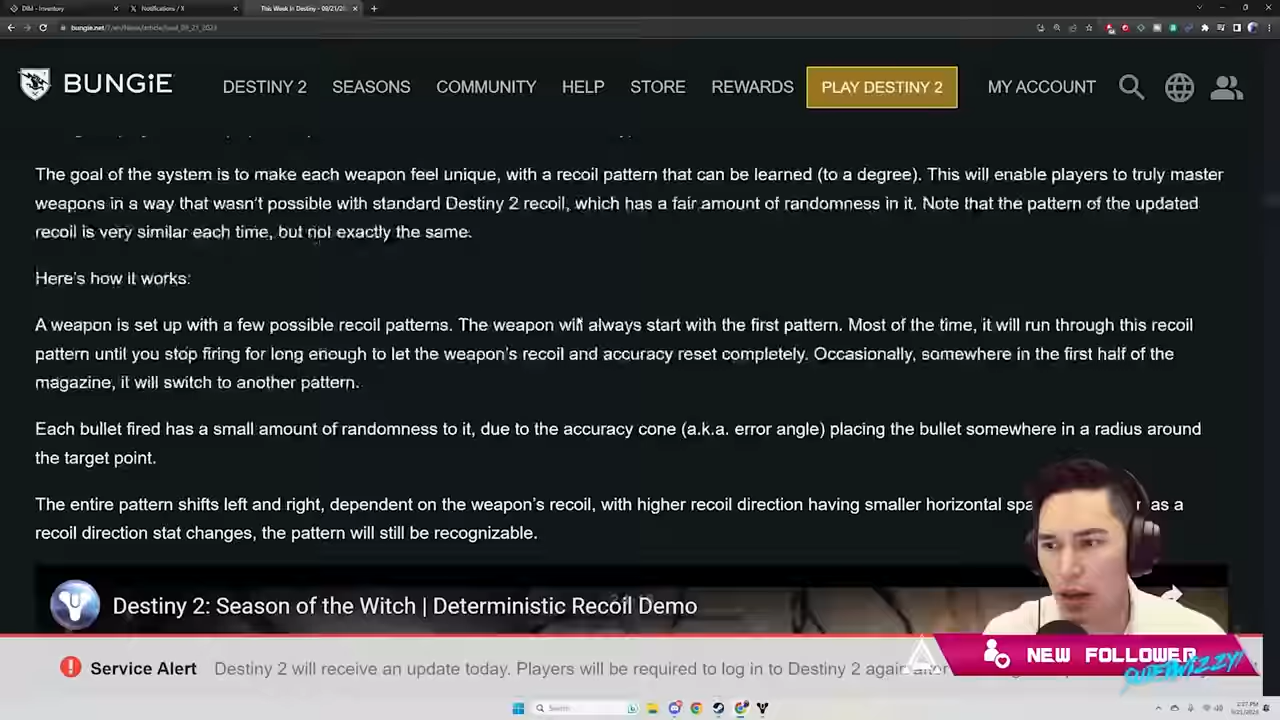 DIM - Inventory
Notifications / X
This Week In Destiny - 09/21/20
BUNGiE
DESTINY 2
SEASONS
COMMUNITY
HELP
STORE
REWARDS
PLAY DESTINY 2
MY ACCOUNT
The goal of the system is to make each weapon feel unique, with a recoil pattern that can be learned (to a degree). This will enable players to truly master
weapons in a way that wasn't possible with standard Destiny 2 recoil, which has a fair amount of randomness in it. Note that the pattern of the updated
recoil is very similar each time, but not exactly the same.
Here's how it works:
A weapon is set up with a few possible recoil patterns. The weapon will always start with the first pattern. Most of the time, it will run through this recoil
pattern until you stop firing for long enough to let the weapon's recoil and accuracy reset completely. Occasionally, somewhere in the first half of the
magazine, it will switch to another pattern.
Each bullet fired has a small amount of randomness to it, due to the accuracy cone (a.k.a. error angle) placing the bullet somewhere in a radius around
the target point.
The entire pattern shifts left and right, dependent on the weapon's recoil, with higher recoil direction having smaller horizontal spa as a
recoil direction stat changes, the pattern will still be recognizable.
Destiny 2: Season of the Witch | Deterministic Recoil Demo
Service Alert Destiny 2 will receive an update today. Players will be required to log in to Destiny 2 again after
NEW FOLLOWER
Search